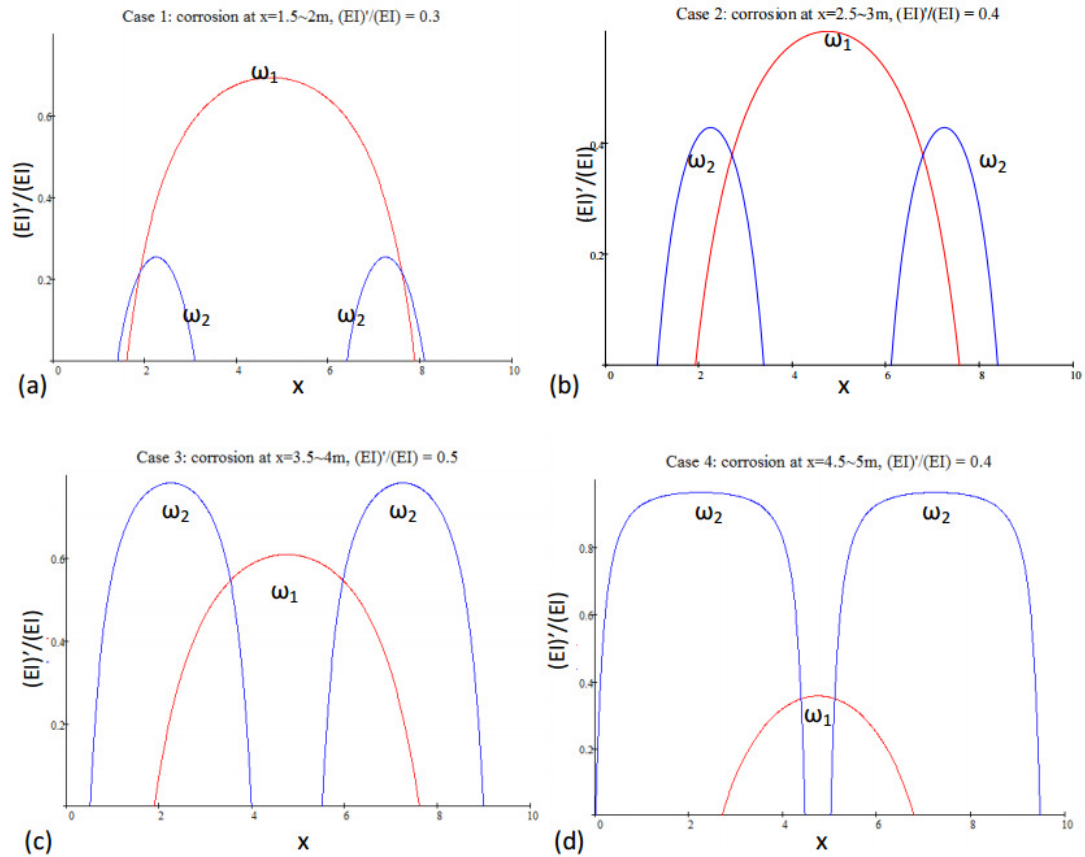 Case 1: corrosion at x=1.5~2m, (EI)'/(EI) = 0.3
ω1
0.6
0.4
0.2
ω2
ω2
(EI)’/(EI)
0
2
4
6
8
10
(a)
x
Case 2: corrosion at x=2.5~3m, (EI)'/(EI) = 0.4
ω1
0.4
0.2
ω2
ω2
(EI)’/(EI)
0
2
4
6
8
10
(b)
x
Case 3: corrosion at x=3.5~4m, (EI)'/(EI) = 0.5
ω2
ω2
0.6
ω1
0.4
0.2
(EI)’/(EI)
0
2
4
6
8
10
(c)
x
Case 4: corrosion at x=4.5~5m, (EI)'/(EI) = 0.4
ω2
ω2
0.8
0.6
0.4
ω1
0.2
(EI)’/(EI)
0
2
4
6
8
10
(d)
x